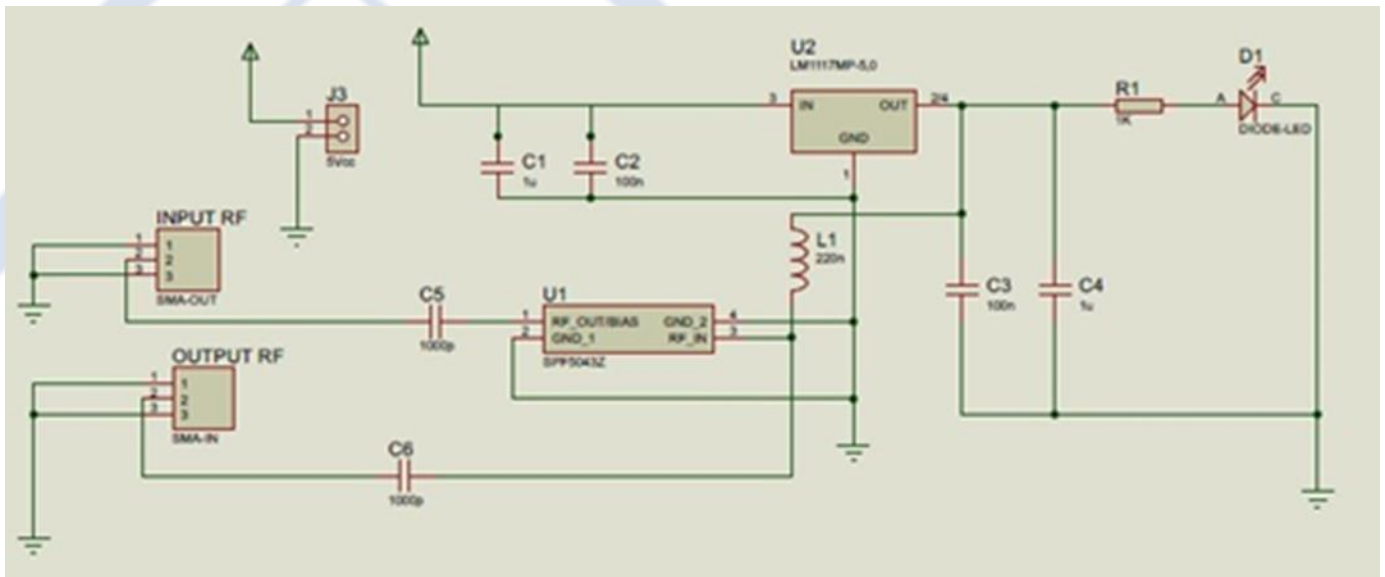 J3
1
2
5Vcc
U2
LM1117MP-5,0
3
IN
OUT
2/4
GND
1
C1
1u
C2
100n
R1
1K
D1
A
C
DIODE-LED
INPUT RF
1
2
3
1
2
3
SMA-OUT
L1
220n
C3
100n
C4
1u
C5
1000p
U1
1
RF_OUT/BIAS
GND_2
4
2
GND_1
RF_IN
3
SPF5043Z
OUTPUT RF
1
2
3
1
2
3
SMA-IN
C6
1000p